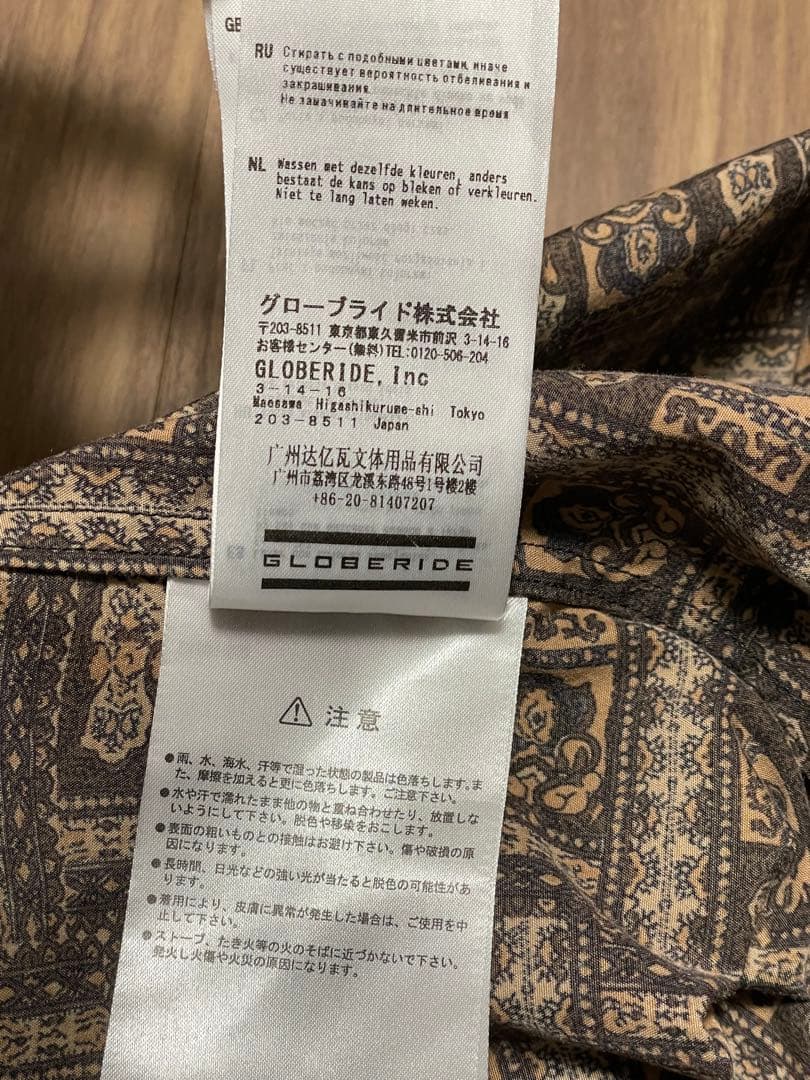 GB
RU Стирать с подобными цветами, иначе
существует вероятность отбеливания и
закрашивания.
Не замачивайте на длительное время
NL Wassen met dezelfde kleuren, anders
bestaat de kans op bleken of verkleuren.
Niet te lang laten weken.
グローブライド株式会社
〒203-8511 東京都東久留米市前沢 3-14-16
お客様センター(無料)TEL:0120-506-204
GLOBERIDE, Inc
3-14-16
Maesawa Higashikurume-shi Tokyo
203-8511 Japan
广州达亿瓦文体用品有限公司
广州市荔湾区龙溪东路48号1号楼2楼
+86-20-81407207
GLOBERIDE
⚠ 注意
●雨、水、海水、汗等で湿った状態の製品は色落ちします。ま
た、摩擦を加えると更に色落ちします。ご注意下さい。
●水や汗で濡れたまま他の物と重ね合わせたり、放置しな
いようにして下さい。脱色や移染をおこします。
●表面の粗いものとの接触はお避け下さい。傷や破損の原
因になります。
●長時間、日光などの強い光が当たると脱色の可能性があ
ります。
●着用により、皮膚に異常が発生した場合は、ご使用を中
止して下さい。
●ストーブ、たき火等の火のそばに近づかないで下さい。
発火し火傷や火災の原因になります。